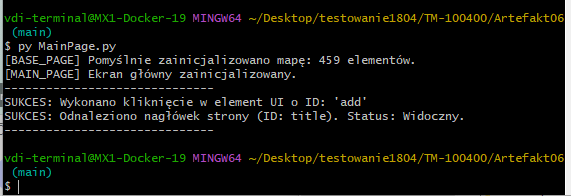 vdi-terminal@MX1-Docker-19 MINGW64 ~/Desktop/testowanie1804/TM-100400/Artefakt06
(main)
$ py MainPage.py
[BASE_PAGE] Pomyślnie zainicjalizowano mapę: 459 elementów.
[MAIN_PAGE] Ekran główny zainicjalizowany.
------------------------------
SUKCES: Wykonano kliknięcie w element UI o ID: 'add'
SUKCES: Odnaleziono nagłówek strony (ID: title). Status: Widoczny.
------------------------------
vdi-terminal@MX1-Docker-19 MINGW64 ~/Desktop/testowanie1804/TM-100400/Artefakt06
(main)
$